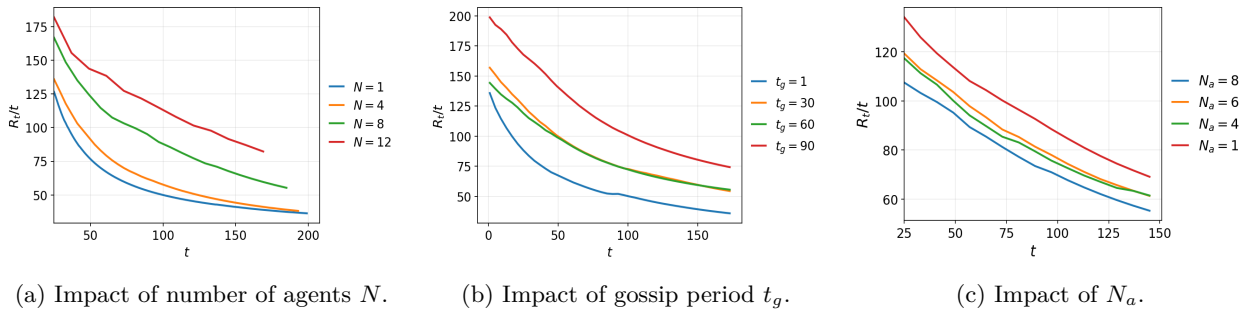 175
150
125
100
75
50
R_t/t
50
100
150
200
t
N = 1
N = 4
N = 8
N = 12
200
175
150
125
100
75
50
0
50
100
150
t
t_g = 1
t_g = 30
t_g = 60
t_g = 90
120
100
80
60
R_t/t
25
50
75
100
125
150
t
N_a = 8
N_a = 6
N_a = 4
N_a = 1
(a) Impact of number of agents N.
(b) Impact of gossip period t_g.
(c) Impact of N_a.